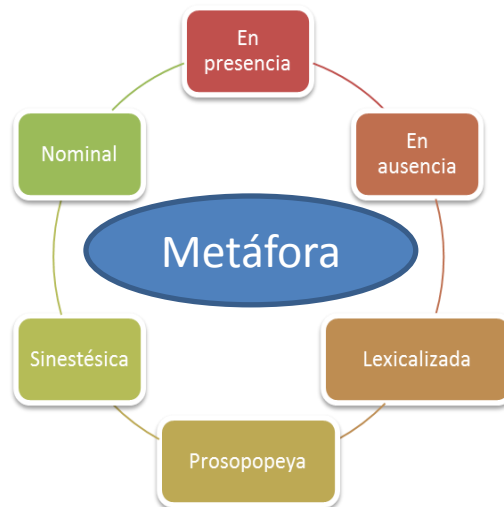 En
presencia
En
ausencia
Lexicalizada
Prosopopeya
Sinestésica
Nominal
Metáfora